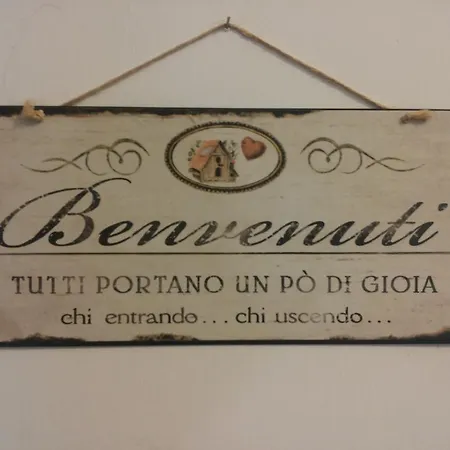 Benvenuti
TUTTI PORTANO UN PÒ DI GIOIA
chi entrando... chi uscendo...